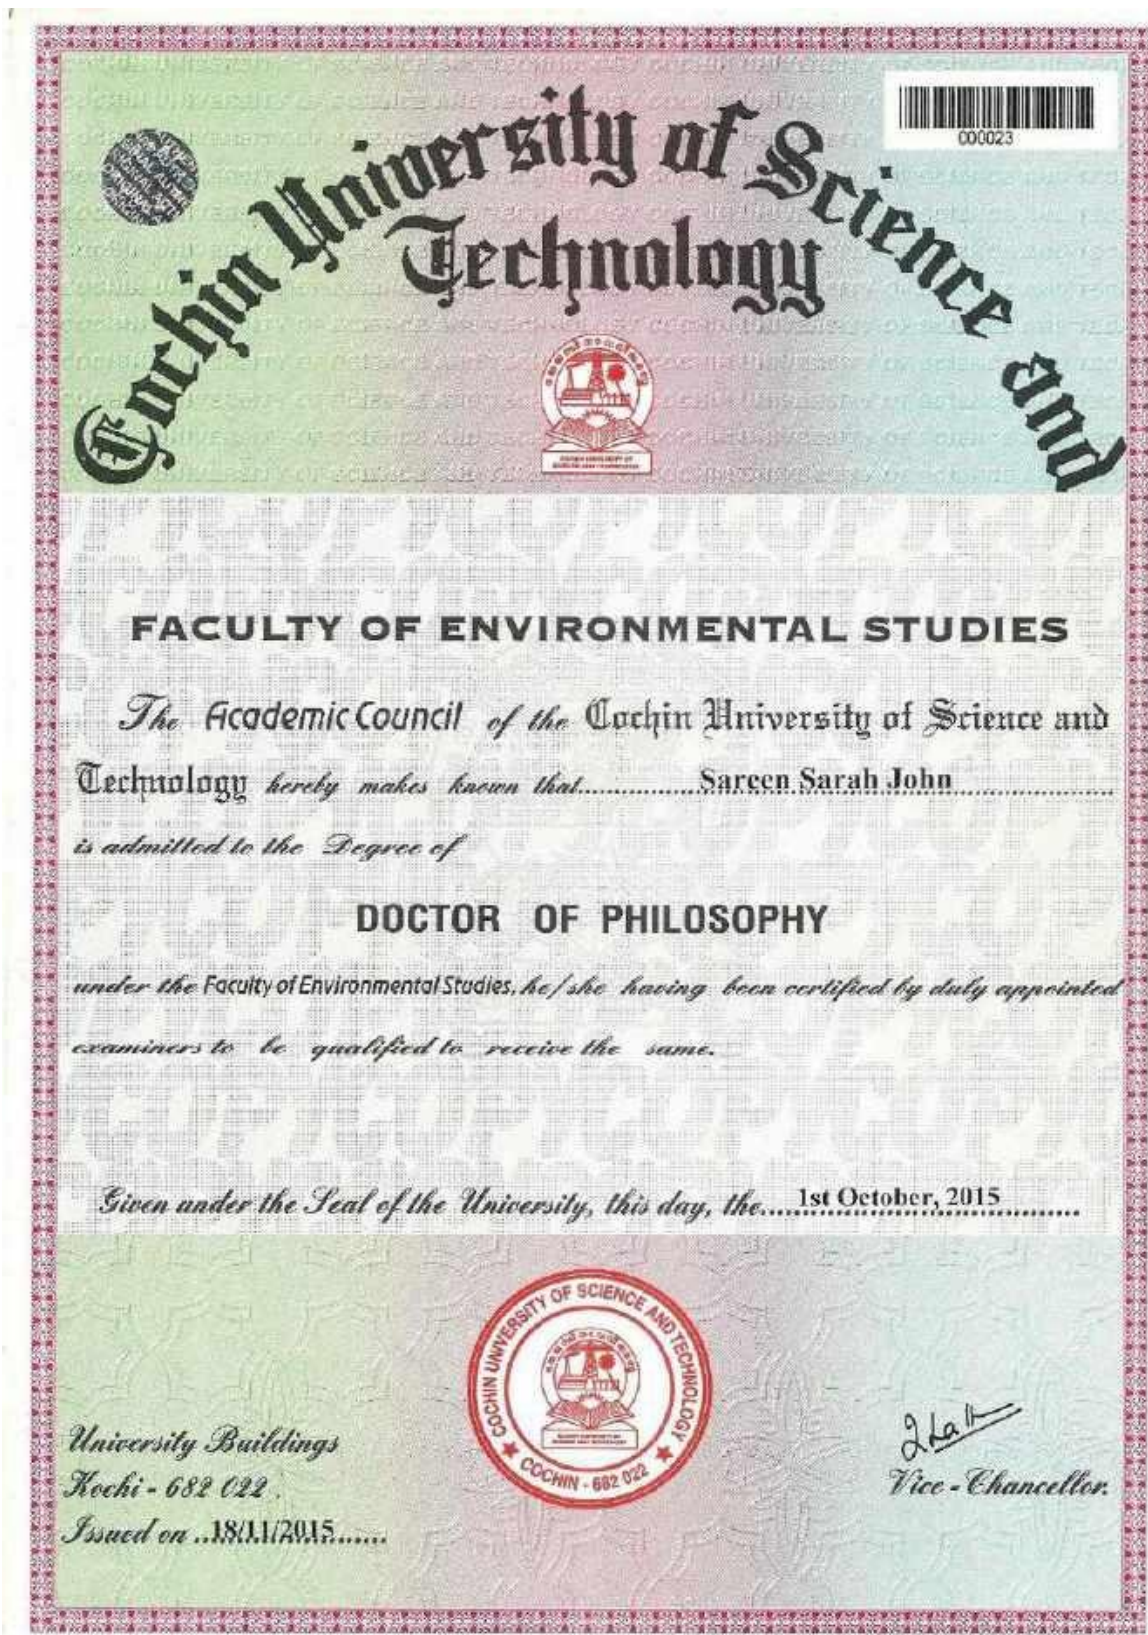 000023
Cochin University of Science and
Technology
FACULTY OF ENVIRONMENTAL STUDIES
The Academic Council of the Cochin University of Science and
Technology hereby makes known that................Sareen Sarah John....................
is admitted to the Degree of
DOCTOR OF PHILOSOPHY
under the Faculty of Environmental Studies, he/she having been certified by duly appointed
examiners to be qualified to receive the same.
Given under the Seal of the University, this day, the.....1st October, 2015..........
COCHIN UNIVERSITY OF SCIENCE AND TECHNOLOGY
COCHIN - 682 022
University Buildings
Kochi - 682 022.
Issued on ..18/11/2015......
Vice-Chancellor.